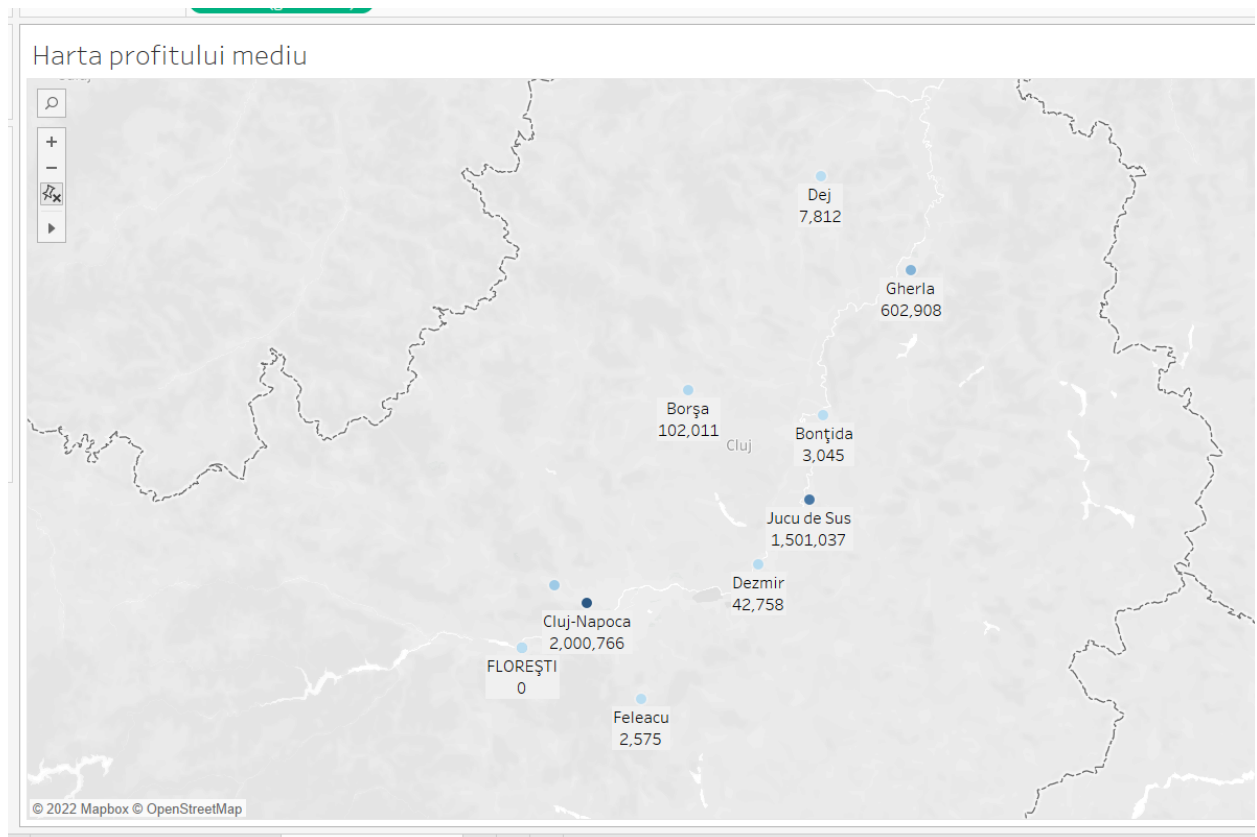 Harta profitului mediu
Dej
7,812
Gherla
602,908
Borşa
102,011
Cluj
Bonţida
3,045
Jucu de Sus
1,501,037
Dezmir
42,758
Cluj-Napoca
2,000,766
FLOREŞTI
0
Feleacu
2,575
© 2022 Mapbox © OpenStreetMap